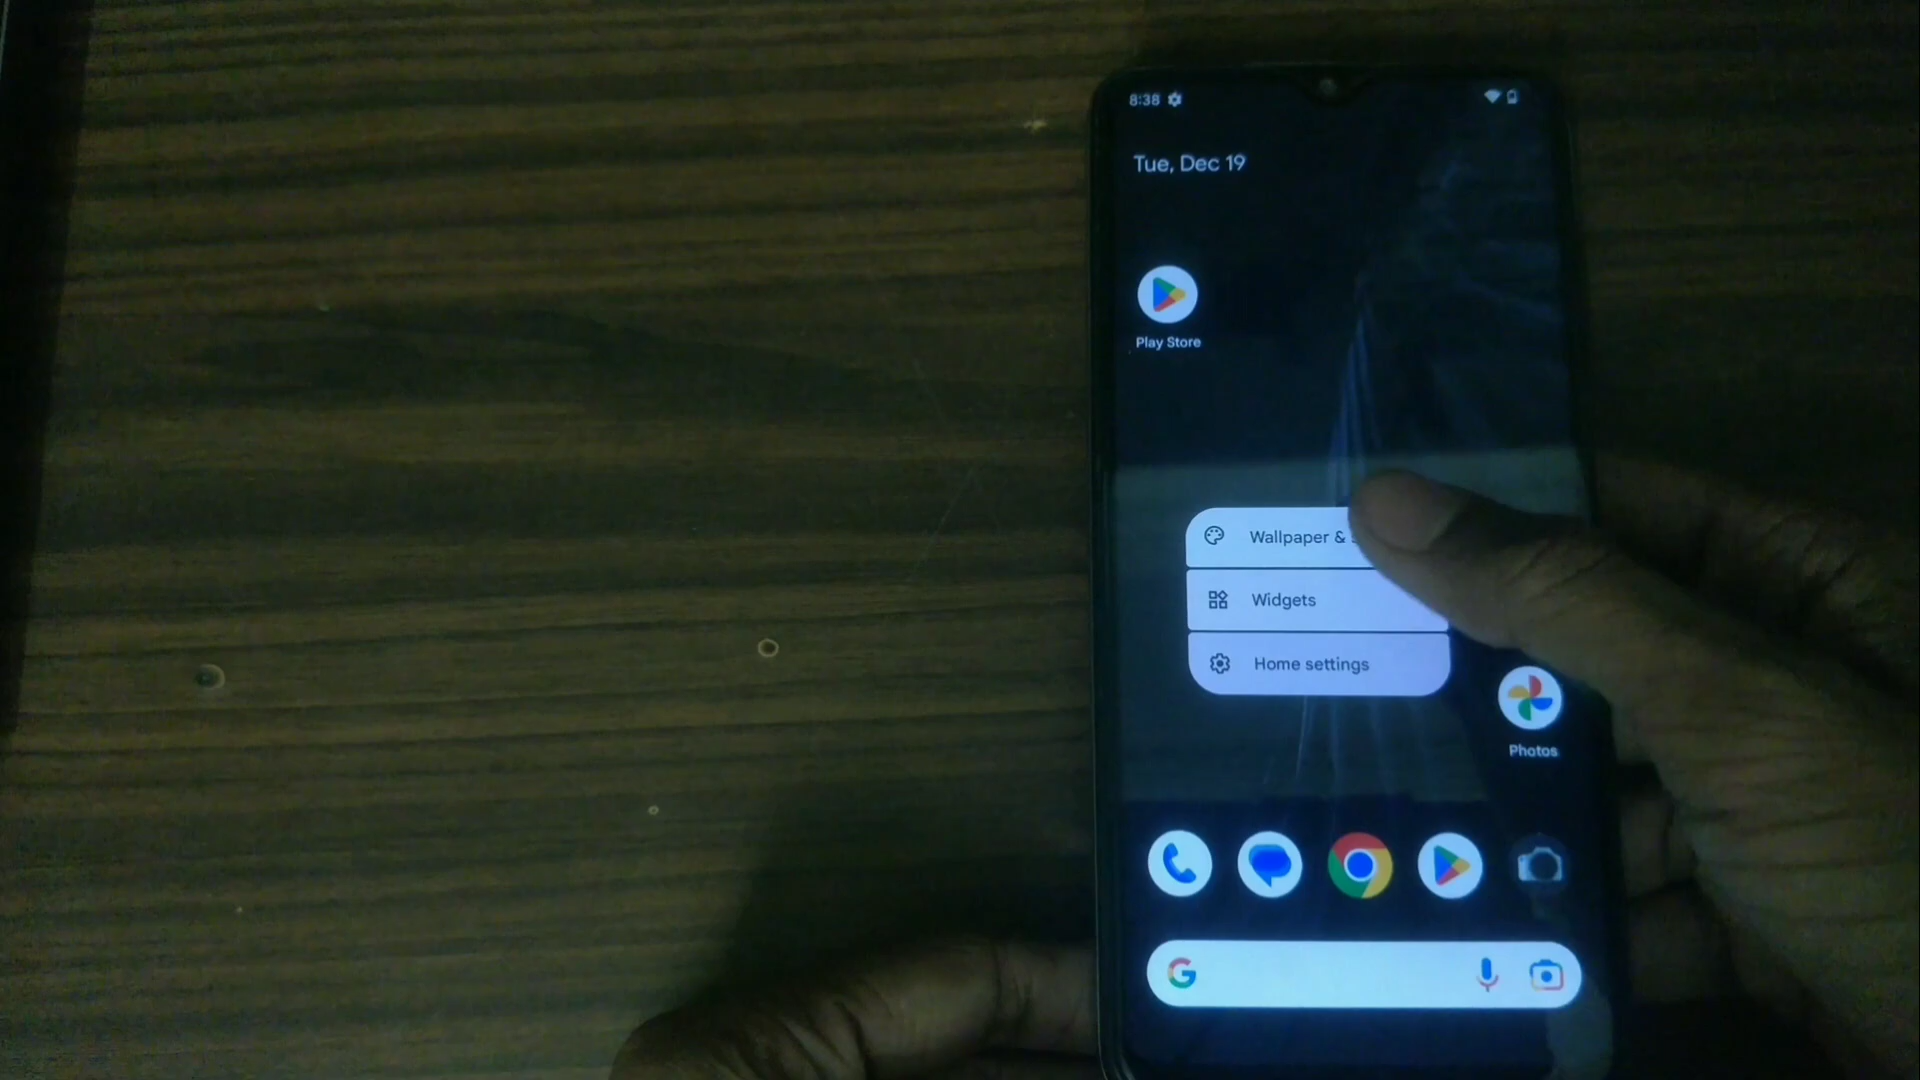 8:38
Tue, Dec 19
Play Store
Wallpaper &
Widgets
Home settings
Photos